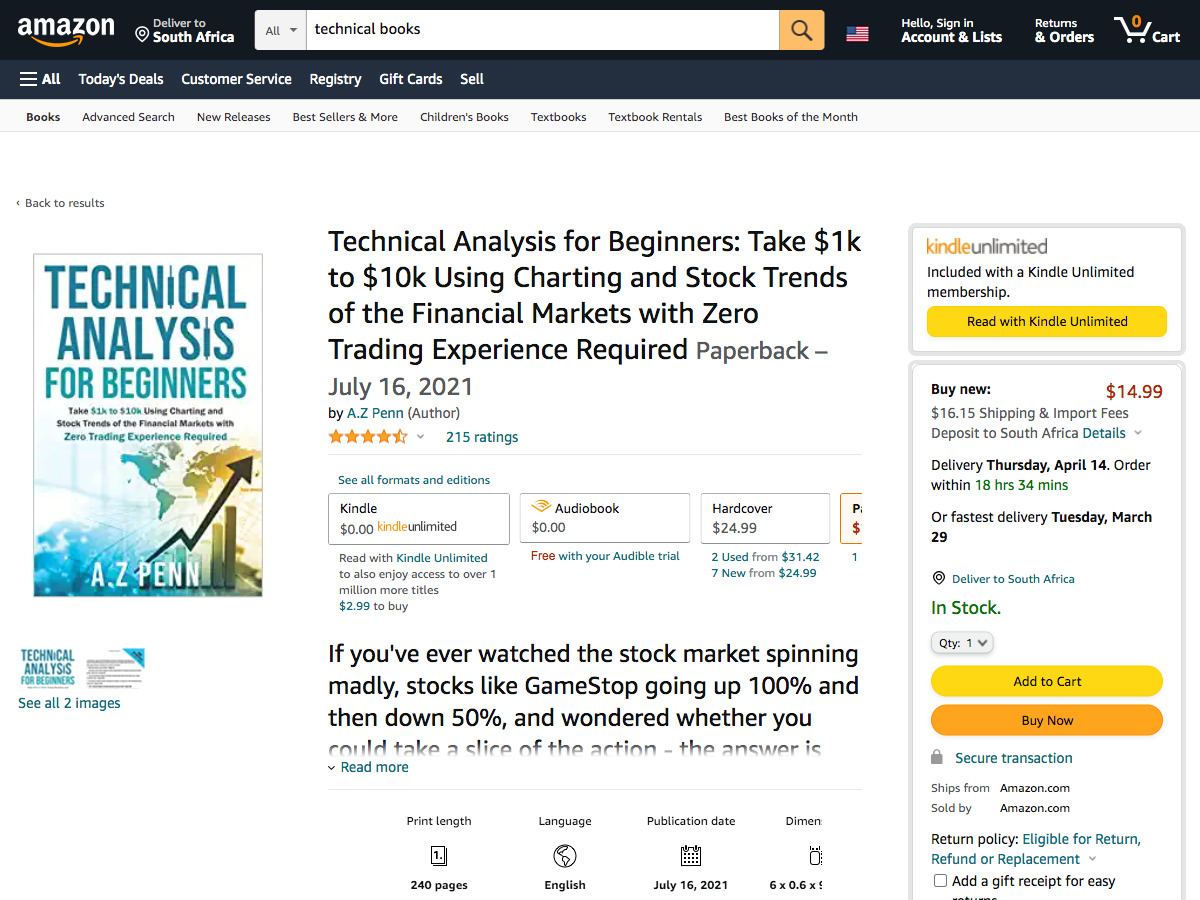 amazon
Deliver to
South Africa
All
technical books
Hello, Sign in
Account & Lists
Returns
& Orders
0
Cart
All
Today's Deals
Customer Service
Registry
Gift Cards
Sell
Books
Advanced Search
New Releases
Best Sellers & More
Children's Books
Textbooks
Textbook Rentals
Best Books of the Month
‹ Back to results
TECHNICAL
ANALYSIS
FOR BEGINNERS
Take $1k to $10k Using Charting and
Stock Trends of the Financial Markets with
Zero Trading Experience Required
A.Z PENN
TECHNICAL
ANALYSIS
FOR BEGINNERS
See all 2 images
Technical Analysis for Beginners: Take $1k
to $10k Using Charting and Stock Trends
of the Financial Markets with Zero
Trading Experience Required Paperback –
July 16, 2021
by A.Z Penn (Author)
215 ratings
See all formats and editions
Kindle
$0.00 kindleunlimited
Read with Kindle Unlimited
to also enjoy access to over 1
million more titles
$2.99 to buy
Audiobook
$0.00
Free with your Audible trial
Hardcover
$24.99
2 Used from $31.42
7 New from $24.99
Pa
$
1
If you've ever watched the stock market spinning
madly, stocks like GameStop going up 100% and
then down 50%, and wondered whether you
could take a slice of the action - the answer is
Read more
Print length
1.
240 pages
Language
English
Publication date
July 16, 2021
Dimen
6 x 0.6 x 9
kindleunlimited
Included with a Kindle Unlimited
membership.
Read with Kindle Unlimited
Buy new:
$14.99
$16.15 Shipping & Import Fees
Deposit to South Africa Details
Delivery Thursday, April 14. Order
within 18 hrs 34 mins
Or fastest delivery Tuesday, March
29
Deliver to South Africa
In Stock.
Qty: 1
Add to Cart
Buy Now
Secure transaction
Ships from Amazon.com
Sold by Amazon.com
Return policy: Eligible for Return,
Refund or Replacement
Add a gift receipt for easy
returns